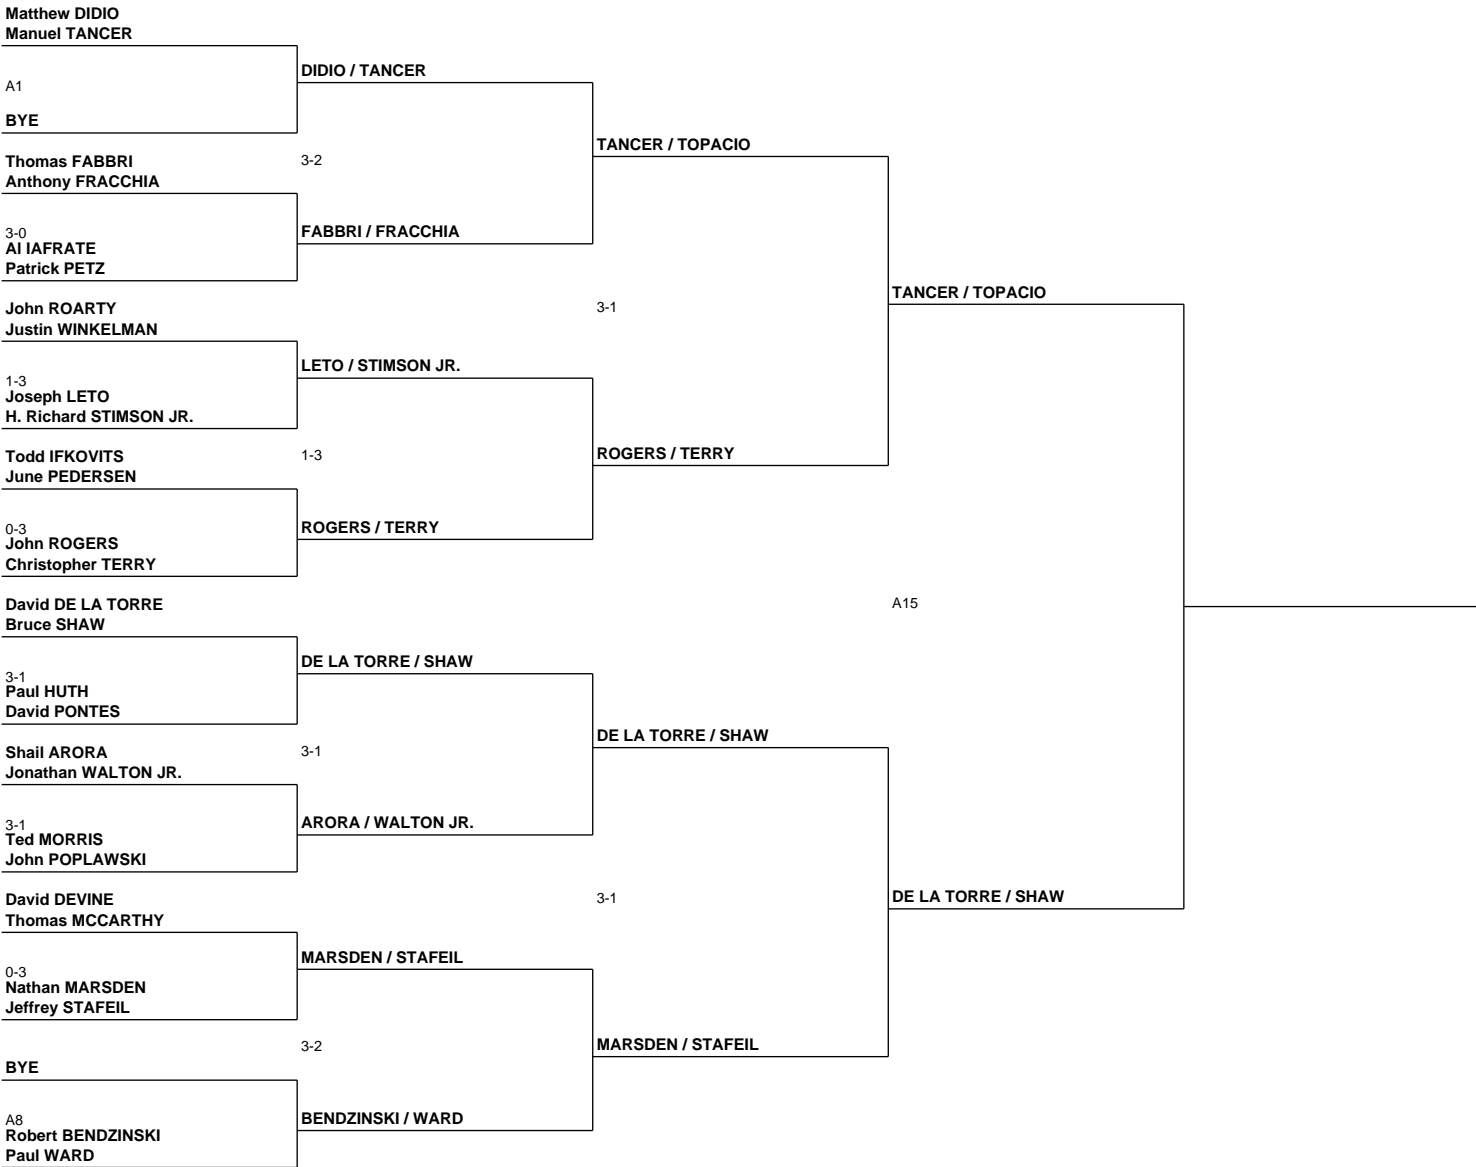 Matthew DIDIO
Manuel TANCER
DIDIO / TANCER
A1
BYE
TANCER / TOPACIO
Thomas FABBRI
3-2
Anthony FRACCHIA
FABBRI / FRACCHIA
3-0
Al IAFRATE
Patrick PETZ
TANCER / TOPACIO
John ROARTY
3-1
Justin WINKELMAN
LETO / STIMSON JR.
1-3
Joseph LETO
H. Richard STIMSON JR.
Todd IFKOVITS
1-3
ROGERS / TERRY
June PEDERSEN
0-3
ROGERS / TERRY
John ROGERS
Christopher TERRY
David DE LA TORRE
A15
Bruce SHAW
DE LA TORRE / SHAW
3-1
Paul HUTH
David PONTES
DE LA TORRE / SHAW
Shail ARORA
3-1
Jonathan WALTON JR.
3-1
ARORA / WALTON JR.
Ted MORRIS
John POPLAWSKI
David DEVINE
3-1
DE LA TORRE / SHAW
Thomas MCCARTHY
MARSDEN / STAFEIL
0-3
Nathan MARSDEN
Jeffrey STAFEIL
3-2
MARSDEN / STAFEIL
BYE
A8
BENDZINSKI / WARD
Robert BENDZINSKI
Paul WARD